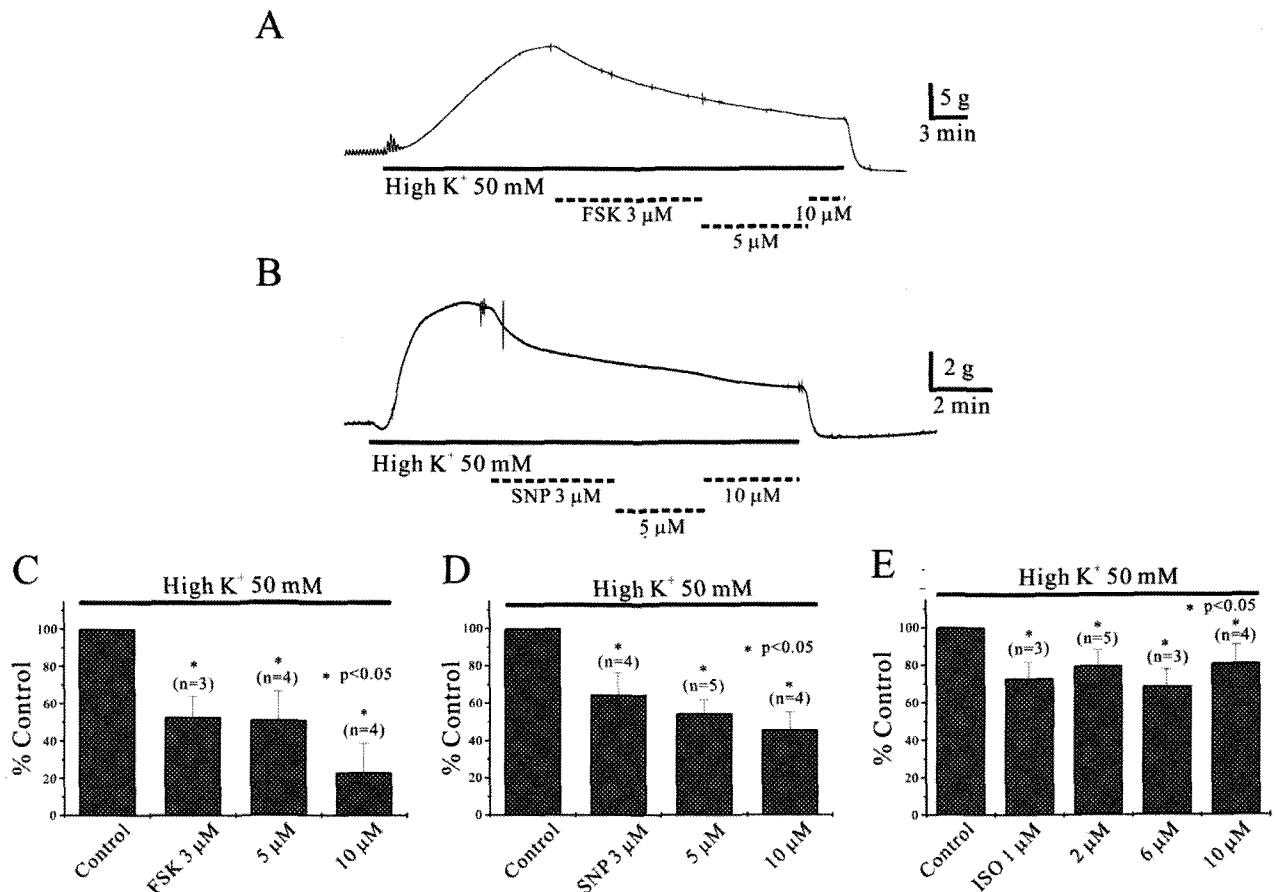 A
5 g
3 min
High K⁺ 50 mM
FSK 3 μM
10 μM
5 μM
B
2 g
2 min
High K⁺ 50 mM
SNP 3 μM
10 μM
5 μM
C
High K⁺ 50 mM
% Control
100
80
60
40
20
0
*
(n=3)
*
(n=4)
* p<0.05
*
(n=4)
Control
FSK 3 μM
5 μM
10 μM
D
High K⁺ 50 mM
% Control
100
80
60
40
20
0
*
(n=4)
*
(n=5)
* p<0.05
*
(n=4)
Control
SNP 3 μM
5 μM
10 μM
E
High K⁺ 50 mM
% Control
100
80
60
40
20
0
* p<0.05
*
(n=3)
*
(n=5)
*
(n=3)
*
(n=4)
Control
ISO 1 μM
2 μM
6 μM
10 μM